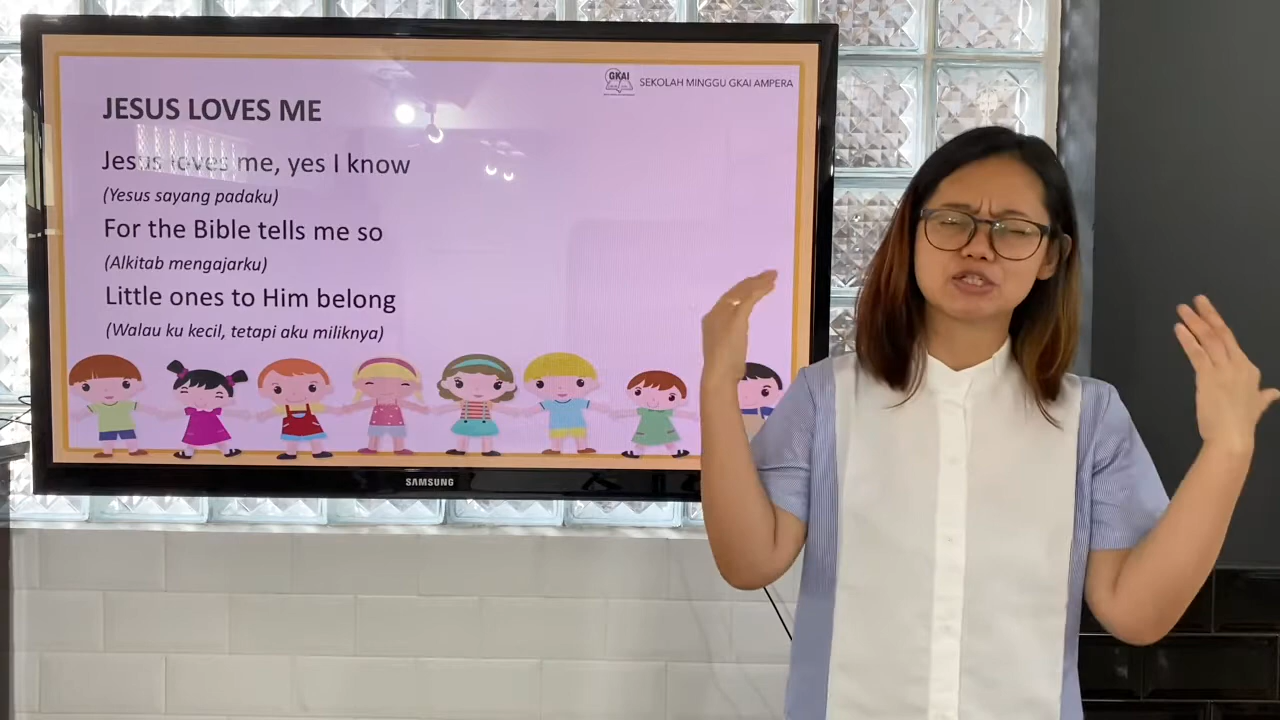 GKAI
SEKOLAH MINGGU GKAI AMPERA
JESUS LOVES ME
Jesus loves me, yes I know
(Yesus sayang padaku)
For the Bible tells me so
(Alkitab mengajarku)
Little ones to Him belong
(Walau ku kecil, tetapi aku miliknya)
SAMSUNG